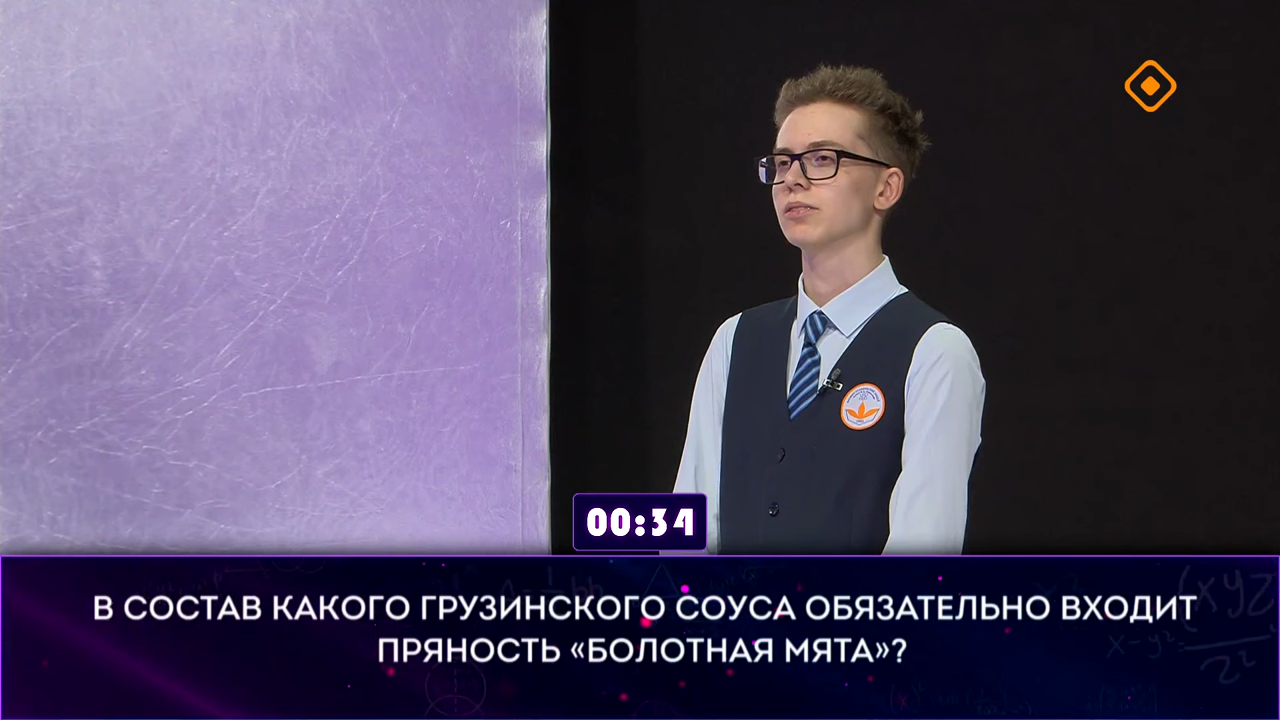 00:34
В СОСТАВ КАКОГО ГРУЗИНСКОГО СОУСА ОБЯЗАТЕЛЬНО ВХОДИТ
ПРЯНОСТЬ «БОЛОТНАЯ МЯТА»?